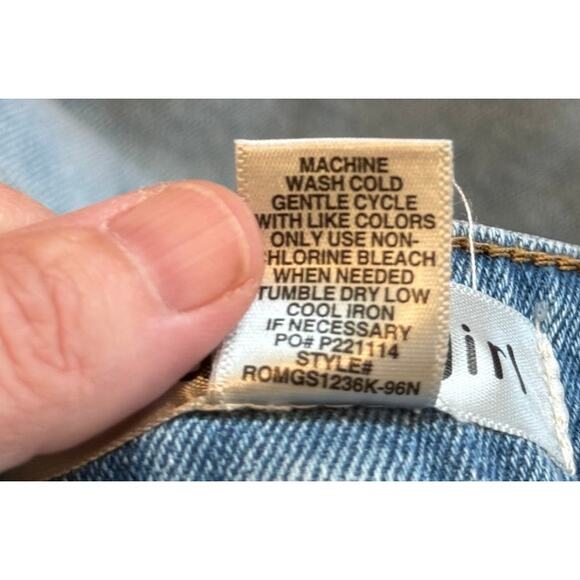 MACHINE
WASH COLD
GENTLE CYCLE
WITH LIKE COLORS
ONLY USE NON-
CHLORINE BLEACH
WHEN NEEDED
TUMBLE DRY LOW
COOL IRON
IF NECESSARY
PO# P221114
STYLE#
ROMGS1236K-96N